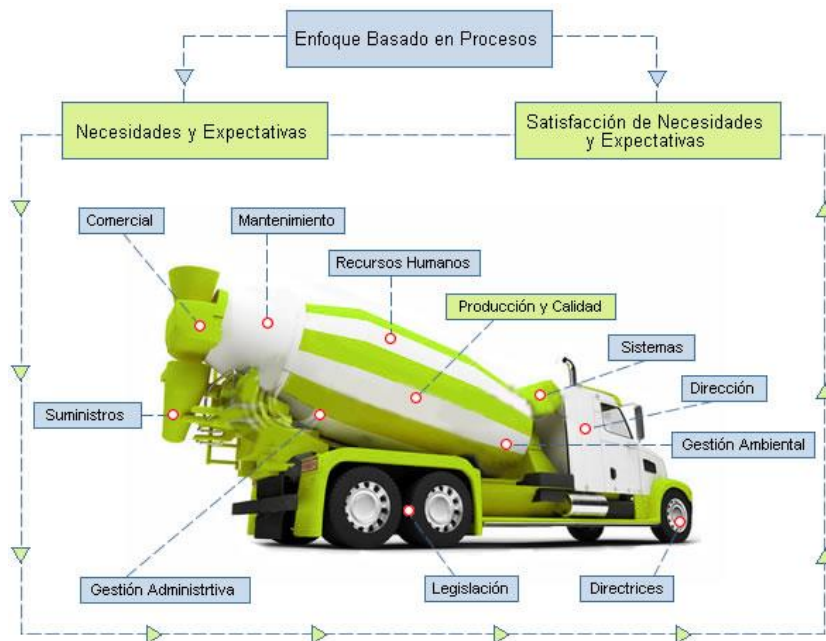 Enfoque Basado en Procesos
Necesidades y Expectativas
Satisfacción de Necesidades
y Expectativas
Comercial
Mantenimiento
Recursos Humanos
Producción y Calidad
Sistemas
Dirección
Suministros
Gestión Ambiental
Gestión Administrtiva
Legislación
Directrices